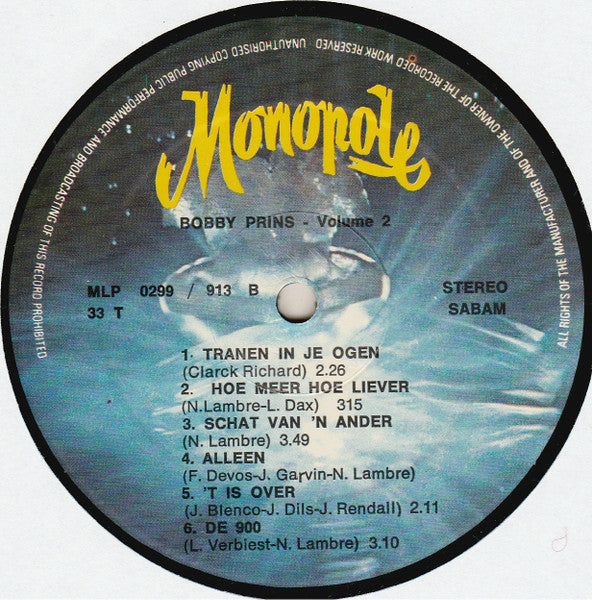 ALL RIGHTS OF THE MANUFACTURER AND OF THE OWNER OF THE RECORDED WORK RESERVED UNAUTHORISED COPYING PUBLIC PERFORMANCE AND BROADCASTING OF THIS RECORD PROHIBITED
Monopole
BOBBY PRINS - Volume 2
MLP 0299 / 913 B
33 T
STEREO
SABAM
1. TRANEN IN JE OGEN
(Clarck Richard) 2.26
2. HOE MEER HOE LIEVER
(N.Lambre-L. Dax) 315
3. SCHAT VAN 'N ANDER
(N. Lambre) 3.49
4. ALLEEN
(F. Devos-J. Garvin-N. Lambre)
5. 'T IS OVER
(J. Blenco-J. Dils-J. Rendall) 2.11
6. DE 900
(L. Verbiest-N. Lambre) 3.10